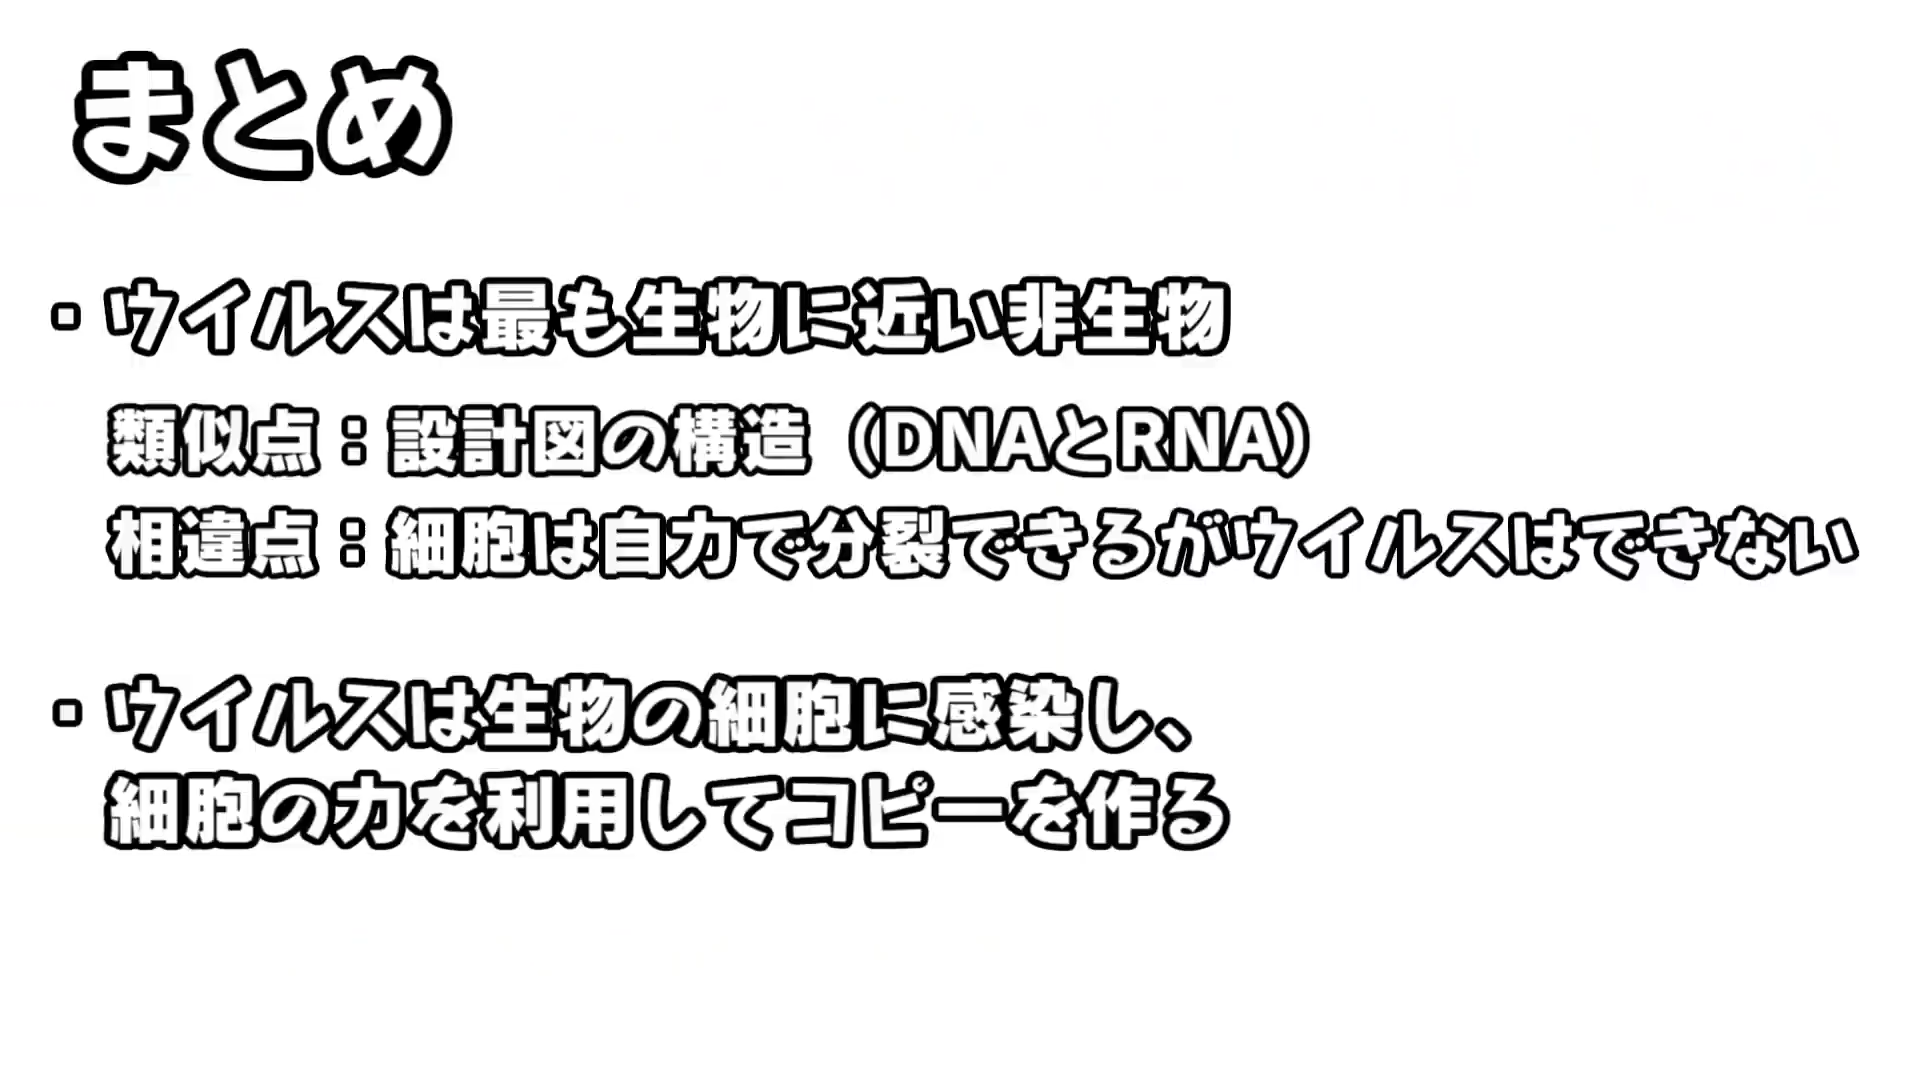 まとめ
・ウイルスは最も生物に近い非生物
類似点：設計図の構造（DNAとRNA）
相違点：細胞は自力で分裂できるがウイルスはできない
・ウイルスは生物の細胞に感染し、
細胞の力を利用してコピーを作る